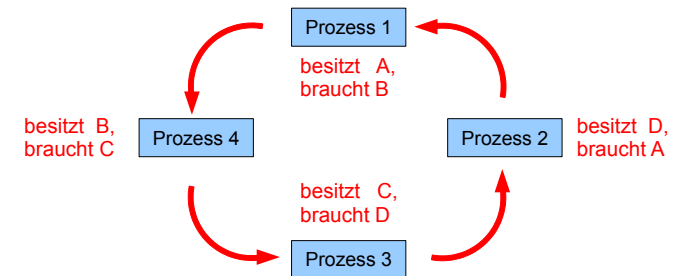 Prozess 1
besitzt A,
braucht B
besitzt B,
braucht C
Prozess 4
Prozess 2
besitzt D,
braucht A
besitzt C,
braucht D
Prozess 3